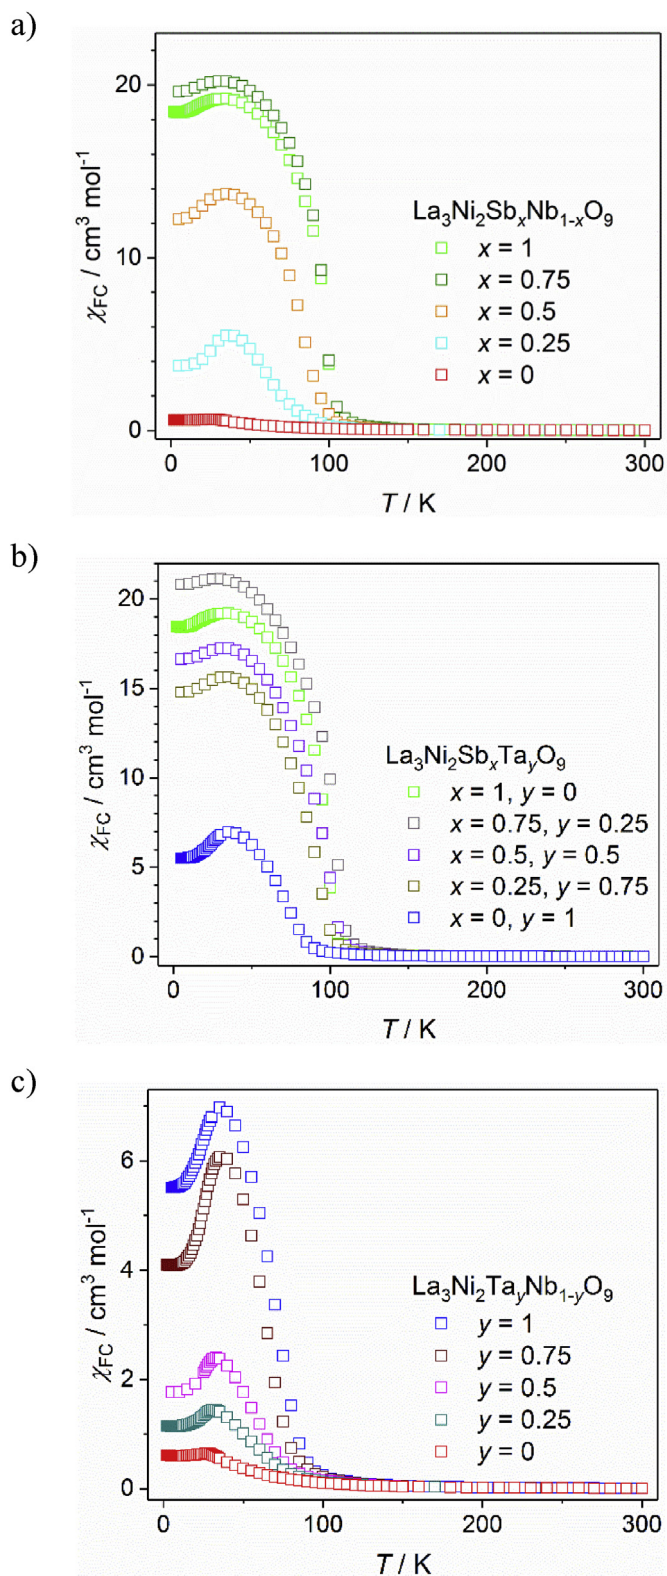 a)
20
10
0
χFC / cm³ mol⁻¹
La₃Ni₂SbₓNb₁₋ₓO₉
x = 1
x = 0.75
x = 0.5
x = 0.25
x = 0
0 100 200 300
T / K
b)
20
15
10
5
0
χFC / cm³ mol⁻¹
La₃Ni₂SbₓTayO₉
x = 1, y = 0
x = 0.75, y = 0.25
x = 0.5, y = 0.5
x = 0.25, y = 0.75
x = 0, y = 1
0 100 200 300
T / K
c)
6
4
2
0
χFC / cm³ mol⁻¹
La₃Ni₂TayNb1-yO₉
y = 1
y = 0.75
y = 0.5
y = 0.25
y = 0
0 100 200 300
T / K